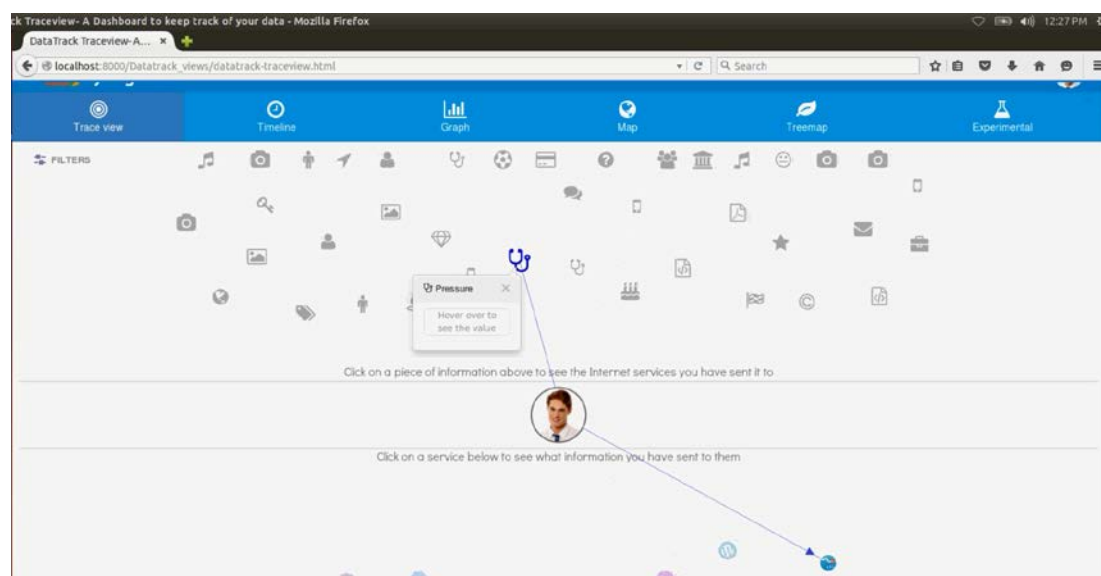 ck Traceview- A Dashboard to keep track of your data - Mozilla Firefox
12:27 PM
DataTrack Traceview-A...
localhost:8000/Datatrack_views/datatrack-traceview.html
Search
Trace view
Timeline
Graph
Map
Treemap
Experimental
FILTERS
Pressure
Hover over to
see the value
Click on a piece of information above to see the Internet services you have sent it to
Click on a service below to see what information you have sent to them